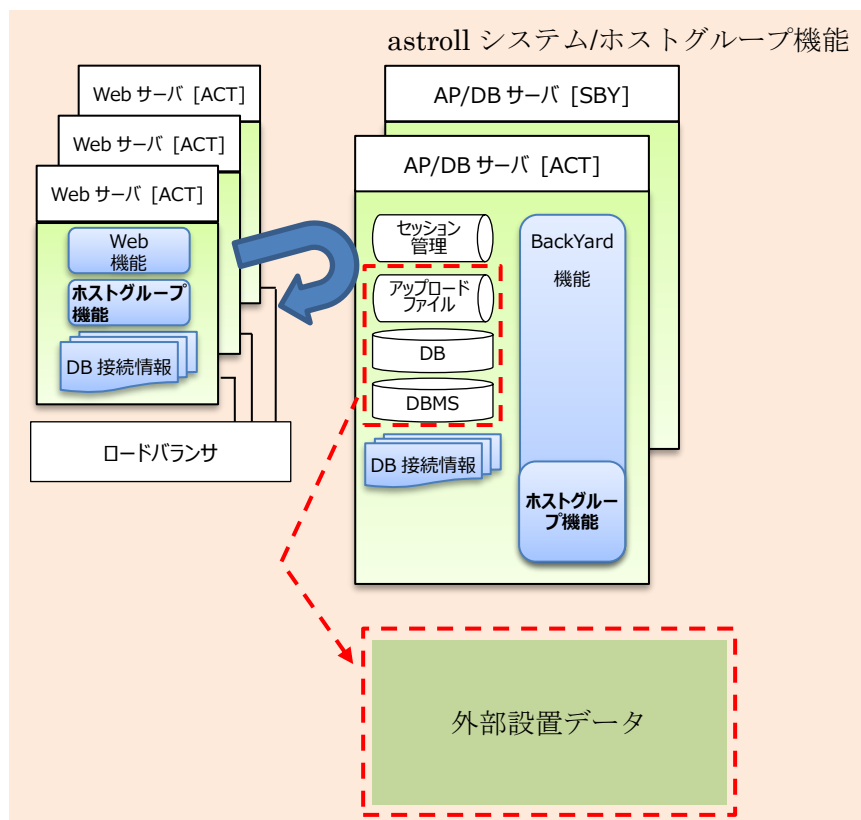 astroll システム/ホストグループ機能
Web サーバ [ACT]
Web サーバ [ACT]
Web サーバ [ACT]
Web
機能
ホストグループ
機能
DB 接続情報
ロードバランサ
AP/DB サーバ [SBY]
AP/DB サーバ [ACT]
セッション
管理
アップロード
ファイル
DB
DBMS
DB 接続情報
BackYard
機能
ホストグルー
プ機能
外部設置データ